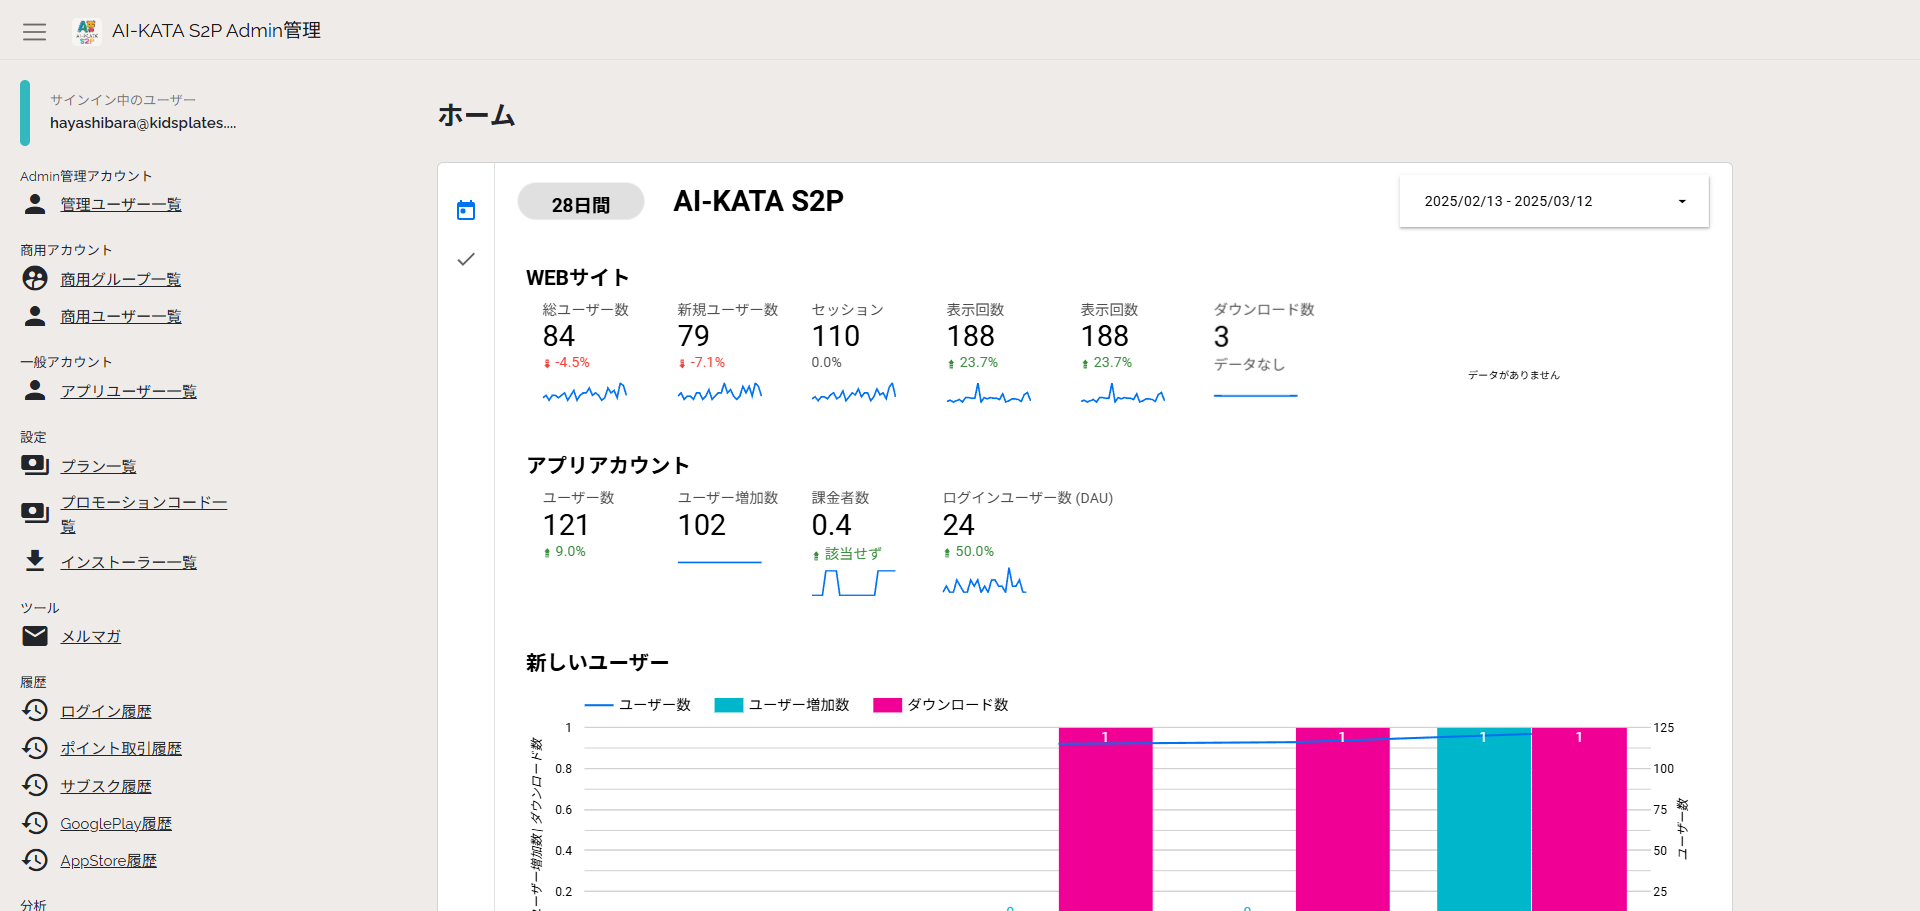 AI-KATA S2P Admin管理
サインイン中のユーザー
hayashibara@kidsplates....
Admin管理アカウント
管理ユーザー一覧
商用アカウント
商用グループ一覧
商用ユーザー一覧
一般アカウント
アプリユーザー一覧
設定
プラン一覧
プロモーションコード一
覧
インストーラー一覧
ツール
メルマガ
履歴
ログイン履歴
ポイント取引履歴
サブスク履歴
GooglePlay履歴
AppStore履歴
分析
ホーム
28日間
AI-KATA S2P
2025/02/13 - 2025/03/12
WEBサイト
総ユーザー数
84
-4.5%
新規ユーザー数
79
-7.1%
セッション
110
0.0%
表示回数
188
23.7%
表示回数
188
23.7%
ダウンロード数
3
データなし
データがありません
アプリアカウント
ユーザー数
121
9.0%
ユーザー増加数
102
課金者数
0.4
該当せず
ログインユーザー数 (DAU)
24
50.0%
新しいユーザー
ユーザー数 ユーザー増加数 ダウンロード数
1
0.8
0.6
0.4
0.2
ーザー増加数 | ダウンロード数
1
1
1
1
125
100
75
50
25
ユーザー数